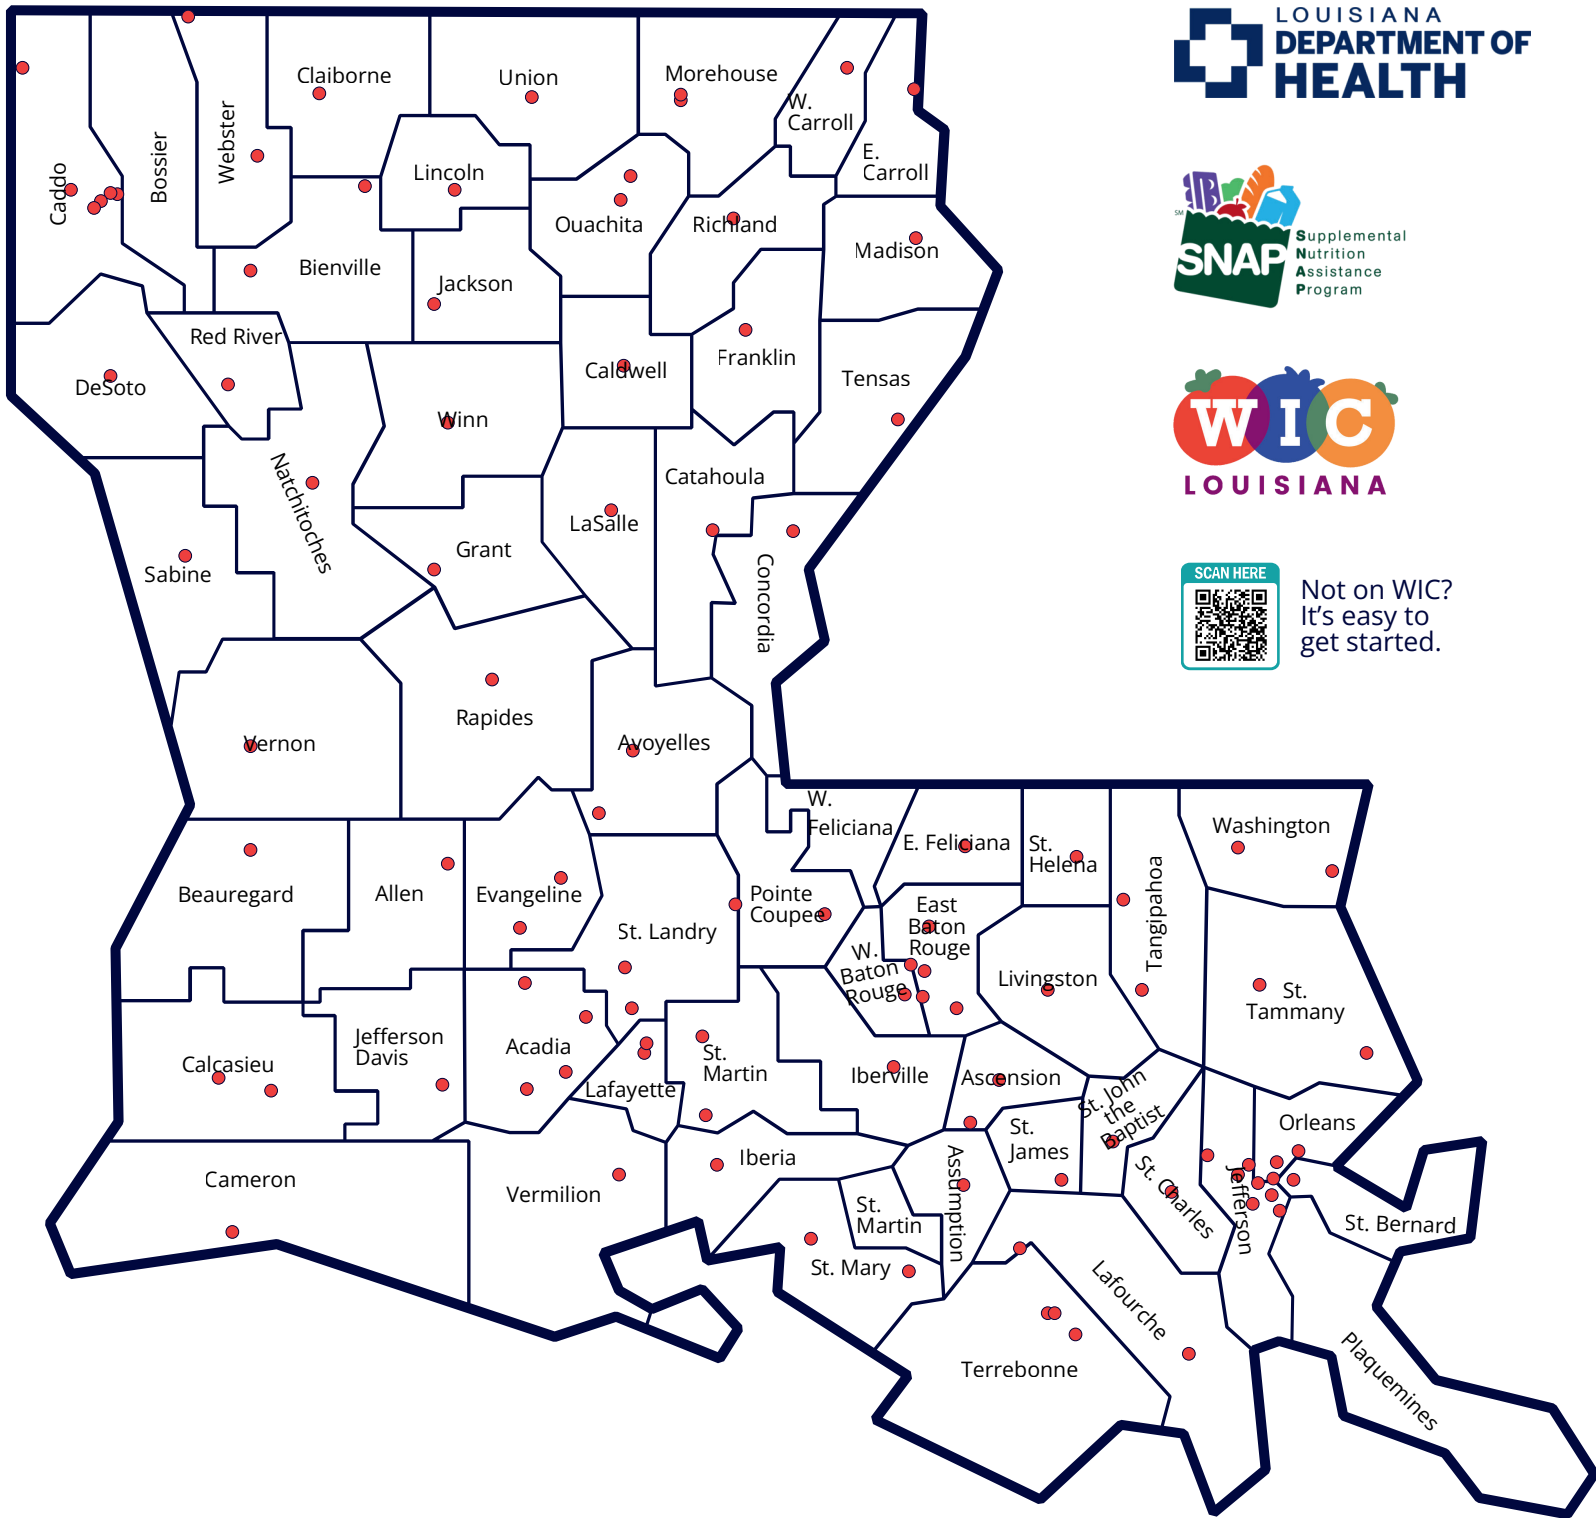 LOUISIANA
DEPARTMENT OF
HEALTH
SM
SNAP
Supplemental
Nutrition
Assistance
Program
WIC
LOUISIANA
SCAN HERE
Not on WIC?
It's easy to
get started.
Caddo
Bossier
Webster
Claiborne
Union
Morehouse
W.
Carroll
E.
Carroll
Lincoln
Ouachita
Richland
Madison
Bienville
Jackson
Red River
DeSoto
Caldwell
Franklin
Tensas
Winn
Natchitoches
Catahoula
LaSalle
Grant
Sabine
Concordia
Rapides
Vernon
Avoyelles
W.
Feliciana
E. Feliciana
St.
Helena
Tangipahoa
Washington
Beauregard
Allen
Evangeline
St. Landry
Pointe
Coupee
East
Baton
Rouge
W.
Baton
Rouge
Livingston
St.
Tammany
Calcasieu
Jefferson
Davis
Acadia
Lafayette
St.
Martin
Iberville
Ascension
St. John
the
Baptist
Orleans
St.
James
Cameron
Vermilion
Iberia
Assumption
St. Charles
Jefferson
St.
Martin
St. Mary
St. Bernard
Lafourche
Terrebonne
Plaquemines